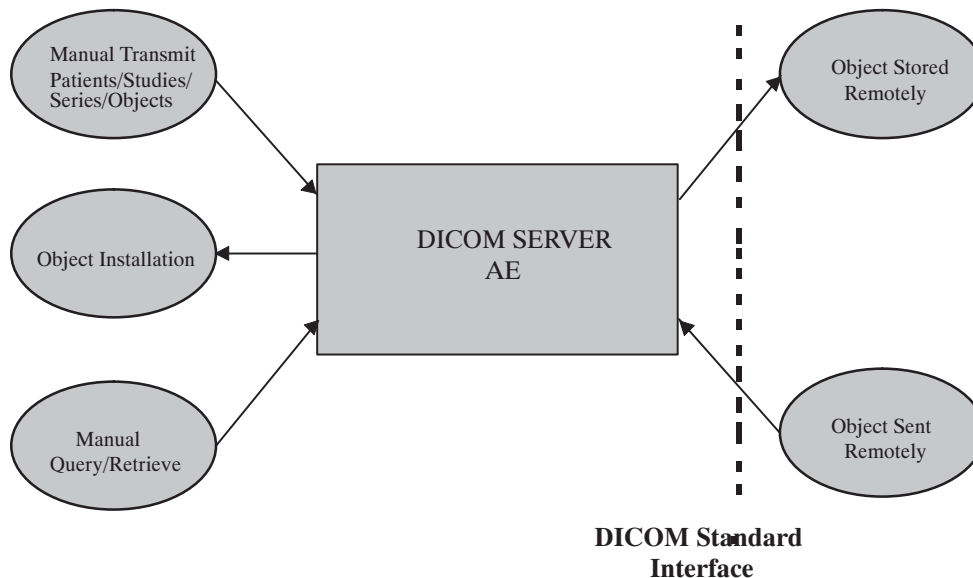 Manual Transmit
Patients/Studies/
Series/Objects
Object Stored
Remotely
DICOM SERVER
AE
Object Installation
Manual
Query/Retrieve
Object Sent
Remotely
DICOM Standard
Interface